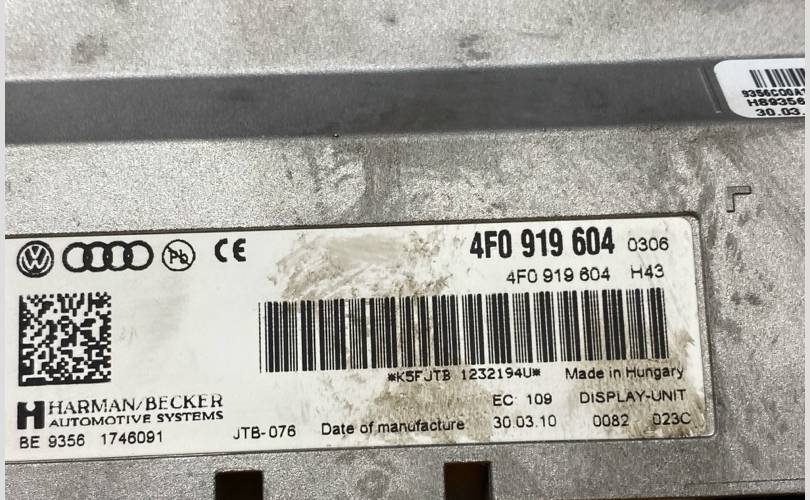 9356C00A
H89356
30.03.
4F0 919 604 0306
4F0 919 604 H43
Pb CE
*K5FJTB 1232194U* Made in Hungary
HARMAN/BECKER
AUTOMOTIVE SYSTEMS
EC 109 DISPLAY-UNIT
BE 9356 1746091 JTB-076 Date of manufacture 30.03.10 0082 023C